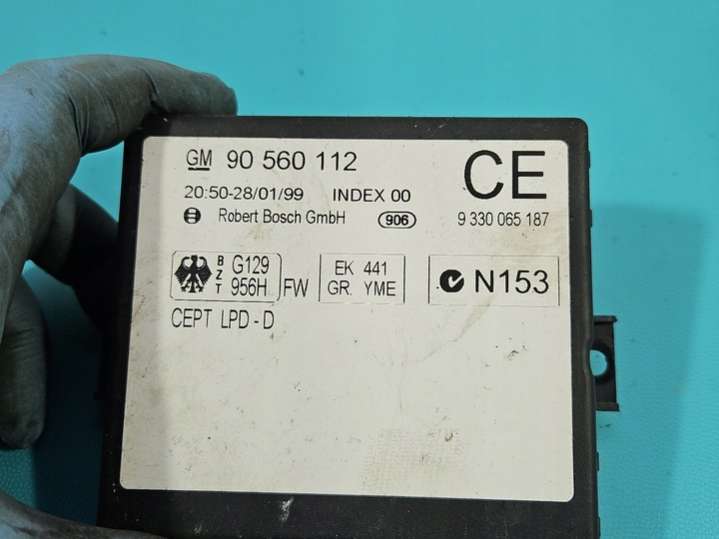 GM 90 560 112
CE
20:50-28/01/99 INDEX 00
Robert Bosch GmbH 906 9 330 065 187
BZT G129 956H FW
EK 441
GR. YME
N153
CEPT LPD - D